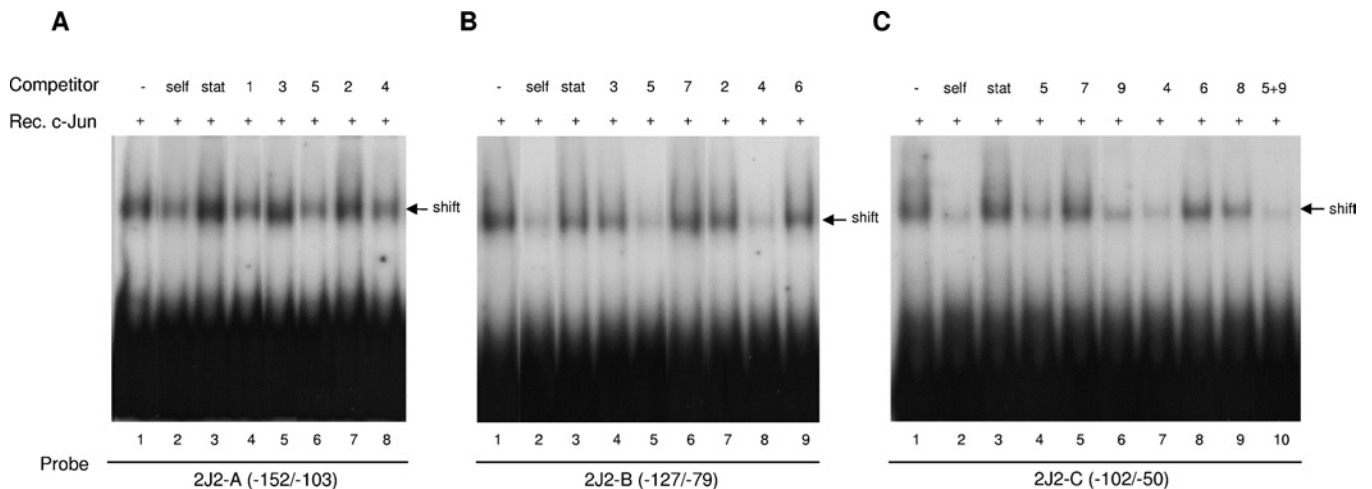 A B C
Competitor - self stat 1 3 5 2 4 - self stat 3 5 7 2 4 6 - self stat 5 7 9 4 6 8 5+9
Rec. c-Jun + + + + + + + + + + + + + + + + + + + + + + + + + + +
shift shift shift
1 2 3 4 5 6 7 8 1 2 3 4 5 6 7 8 9 1 2 3 4 5 6 7 8 9 10
Probe 2J2-A (-152/-103) 2J2-B (-127/-79) 2J2-C (-102/-50)